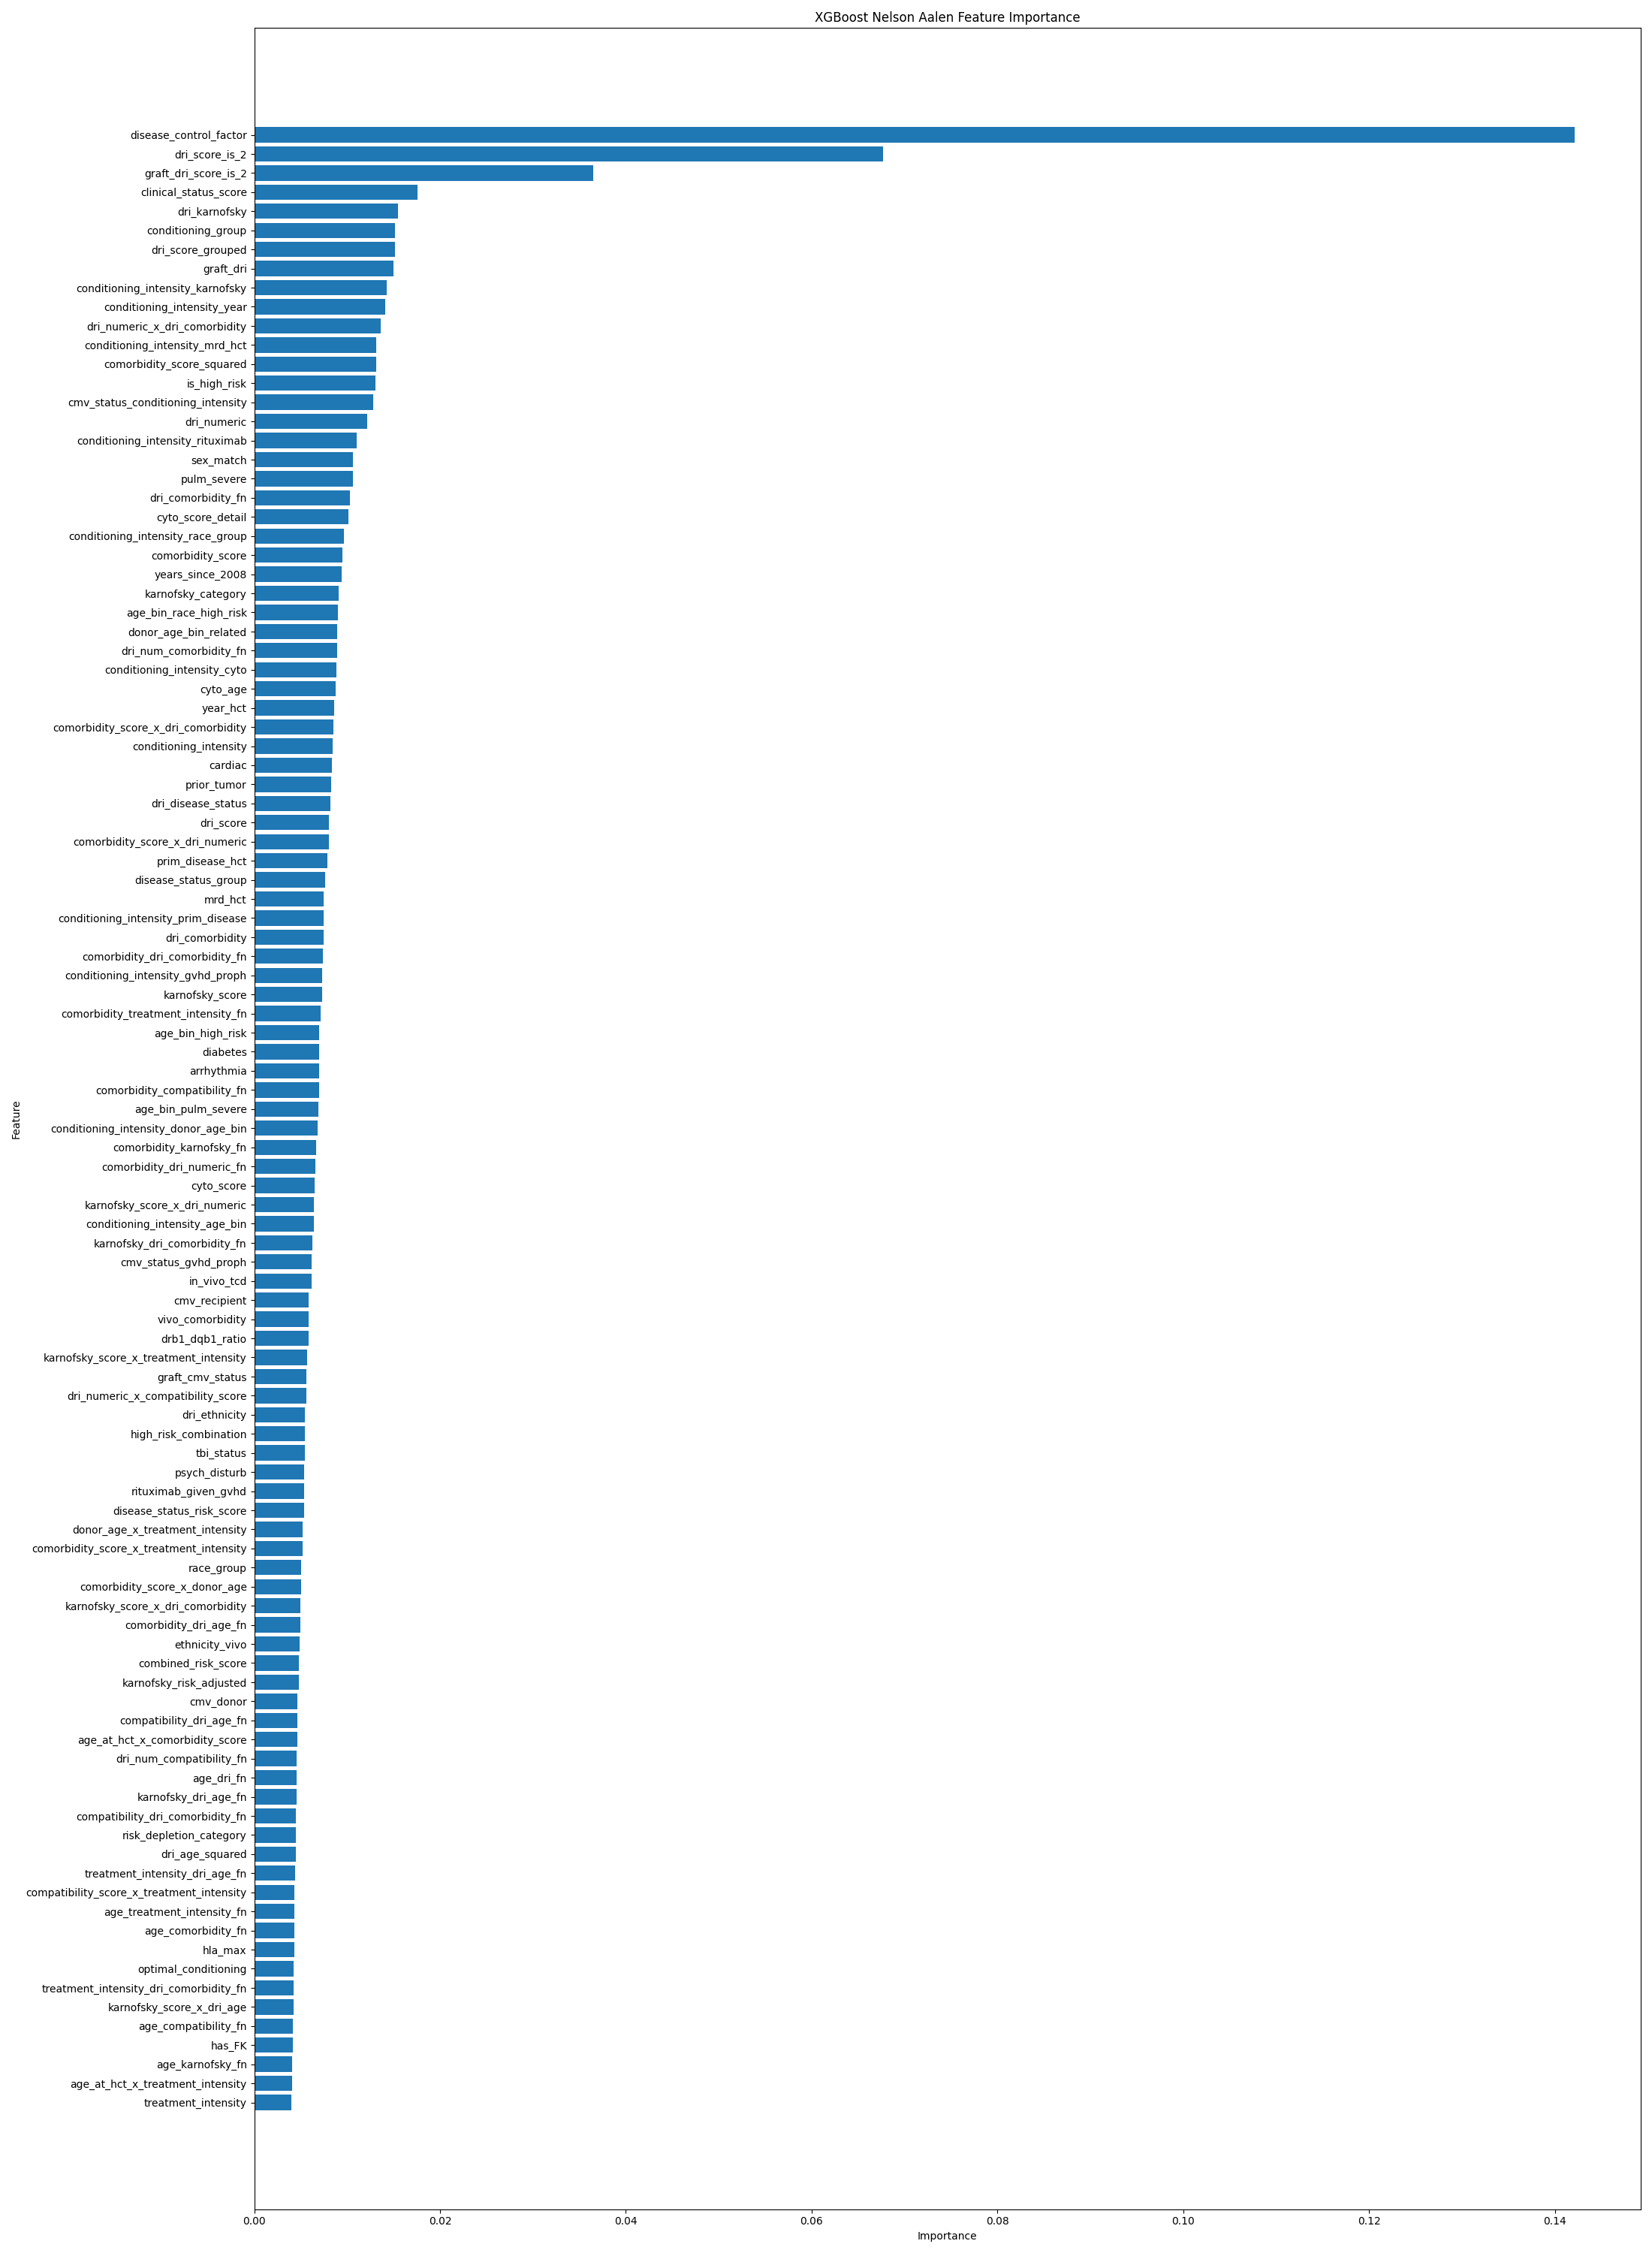 XGBoost Nelson Aalen Feature Importance
disease_control_factor
dri_score_is_2
graft_dri_score_is_2
clinical_status_score
dri_karnofsky
conditioning_group
dri_score_grouped
graft_dri
conditioning_intensity_karnofsky
conditioning_intensity_year
dri_numeric_x_dri_comorbidity
conditioning_intensity_mrd_hct
comorbidity_score_squared
is_high_risk
cmv_status_conditioning_intensity
dri_numeric
conditioning_intensity_rituximab
sex_match
pulm_severe
dri_comorbidity_fn
cyto_score_detail
conditioning_intensity_race_group
comorbidity_score
years_since_2008
karnofsky_category
age_bin_race_high_risk
donor_age_bin_related
dri_num_comorbidity_fn
conditioning_intensity_cyto
cyto_age
year_hct
comorbidity_score_x_dri_comorbidity
conditioning_intensity
cardiac
prior_tumor
dri_disease_status
dri_score
comorbidity_score_x_dri_numeric
prim_disease_hct
disease_status_group
mrd_hct
conditioning_intensity_prim_disease
dri_comorbidity
comorbidity_dri_comorbidity_fn
conditioning_intensity_gvhd_proph
karnofsky_score
comorbidity_treatment_intensity_fn
age_bin_high_risk
diabetes
arrhythmia
comorbidity_compatibility_fn
age_bin_pulm_severe
conditioning_intensity_donor_age_bin
comorbidity_karnofsky_fn
comorbidity_dri_numeric_fn
cyto_score
karnofsky_score_x_dri_numeric
conditioning_intensity_age_bin
karnofsky_dri_comorbidity_fn
cmv_status_gvhd_proph
in_vivo_tcd
cmv_recipient
vivo_comorbidity
drb1_dqb1_ratio
karnofsky_score_x_treatment_intensity
graft_cmv_status
dri_numeric_x_compatibility_score
dri_ethnicity
high_risk_combination
tbi_status
psych_disturb
rituximab_given_gvhd
disease_status_risk_score
donor_age_x_treatment_intensity
comorbidity_score_x_treatment_intensity
race_group
comorbidity_score_x_donor_age
karnofsky_score_x_dri_comorbidity
comorbidity_dri_age_fn
ethnicity_vivo
combined_risk_score
karnofsky_risk_adjusted
cmv_donor
compatibility_dri_age_fn
age_at_hct_x_comorbidity_score
dri_num_compatibility_fn
age_dri_fn
karnofsky_dri_age_fn
compatibility_dri_comorbidity_fn
risk_depletion_category
dri_age_squared
treatment_intensity_dri_age_fn
compatibility_score_x_treatment_intensity
age_treatment_intensity_fn
age_comorbidity_fn
hla_max
optimal_conditioning
treatment_intensity_dri_comorbidity_fn
karnofsky_score_x_dri_age
age_compatibility_fn
has_FK
age_karnofsky_fn
age_at_hct_x_treatment_intensity
treatment_intensity
Feature
0.00 0.02 0.04 0.06 0.08 0.10 0.12 0.14
Importance